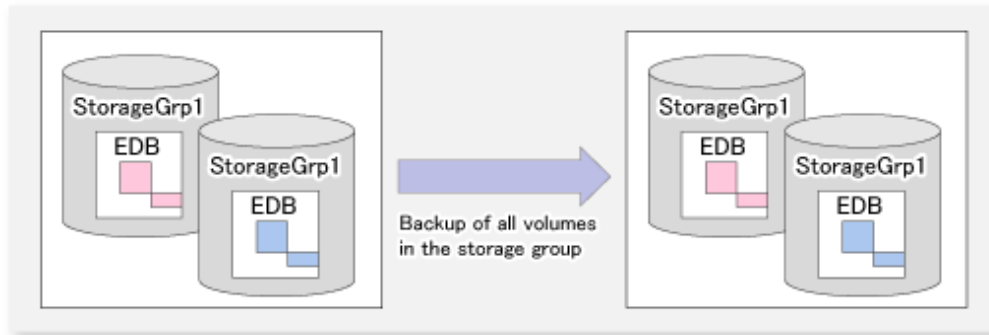 StorageGrp1
EDB
StorageGrp1
EDB
Backup of all volumes
in the storage group
StorageGrp1
EDB
StorageGrp1
EDB